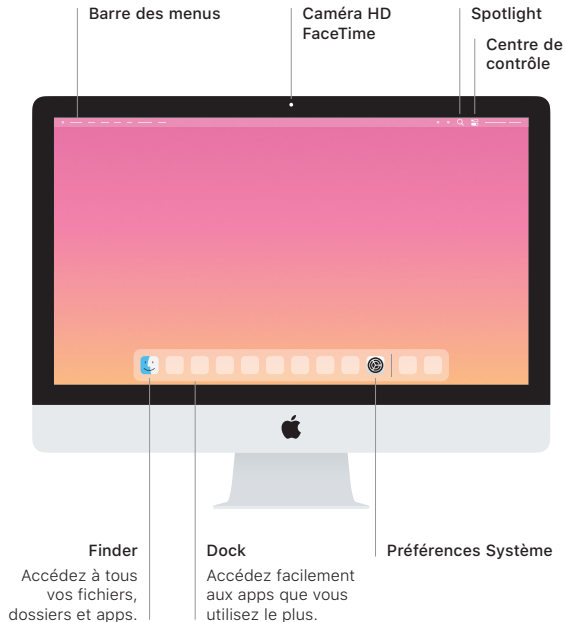 Barre des menus
Caméra HD
FaceTime
Spotlight
Centre de
contrôle
Finder
Accédez à tous
vos fichiers,
dossiers et apps.
Dock
Accédez facilement
aux apps que vous
utilisez le plus.
Préférences Système